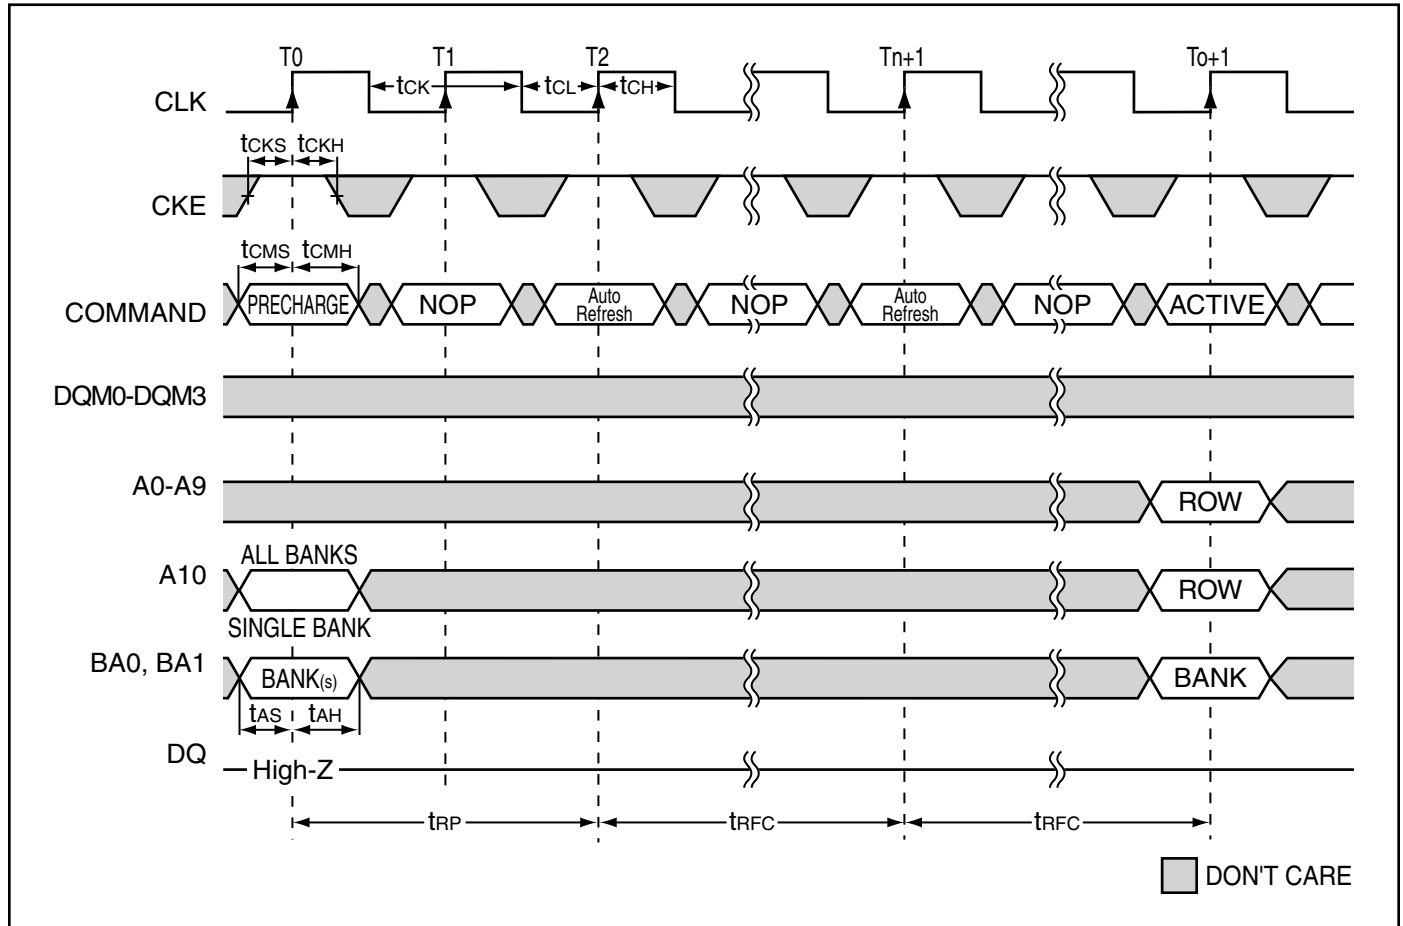 T0 T1 T2 Tn+1 To+1
CLK tCK tCL tCH
tCKS tCKH
CKE
tCMS tCMH
COMMAND PRECHARGE NOP Auto Refresh NOP Auto Refresh NOP ACTIVE
DQM0-DQM3
A0-A9 ROW
ALL BANKS
A10 ROW
SINGLE BANK
BA0, BA1 BANK(s) BANK
tAS tAH
DQ High-Z
tRP tRFC tRFC
DON'T CARE